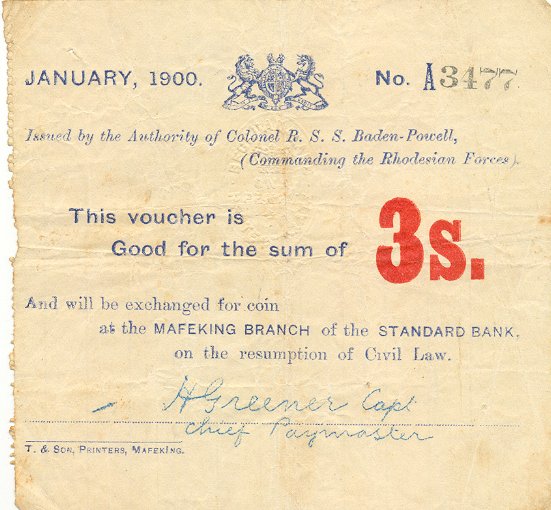 JANUARY, 1900. No. A 3477
Issued by the Authority of Colonel R. S. S. Baden-Powell,
(Commanding the Rhodesian Forces).
This voucher is
Good for the sum of 3s.
And will be exchanged for coin
at the MAFEKING BRANCH of the STANDARD BANK,
on the resumption of Civil Law.
H Greener Capt
Chief Paymaster
T. & SON, PRINTERS, MAFEKING.